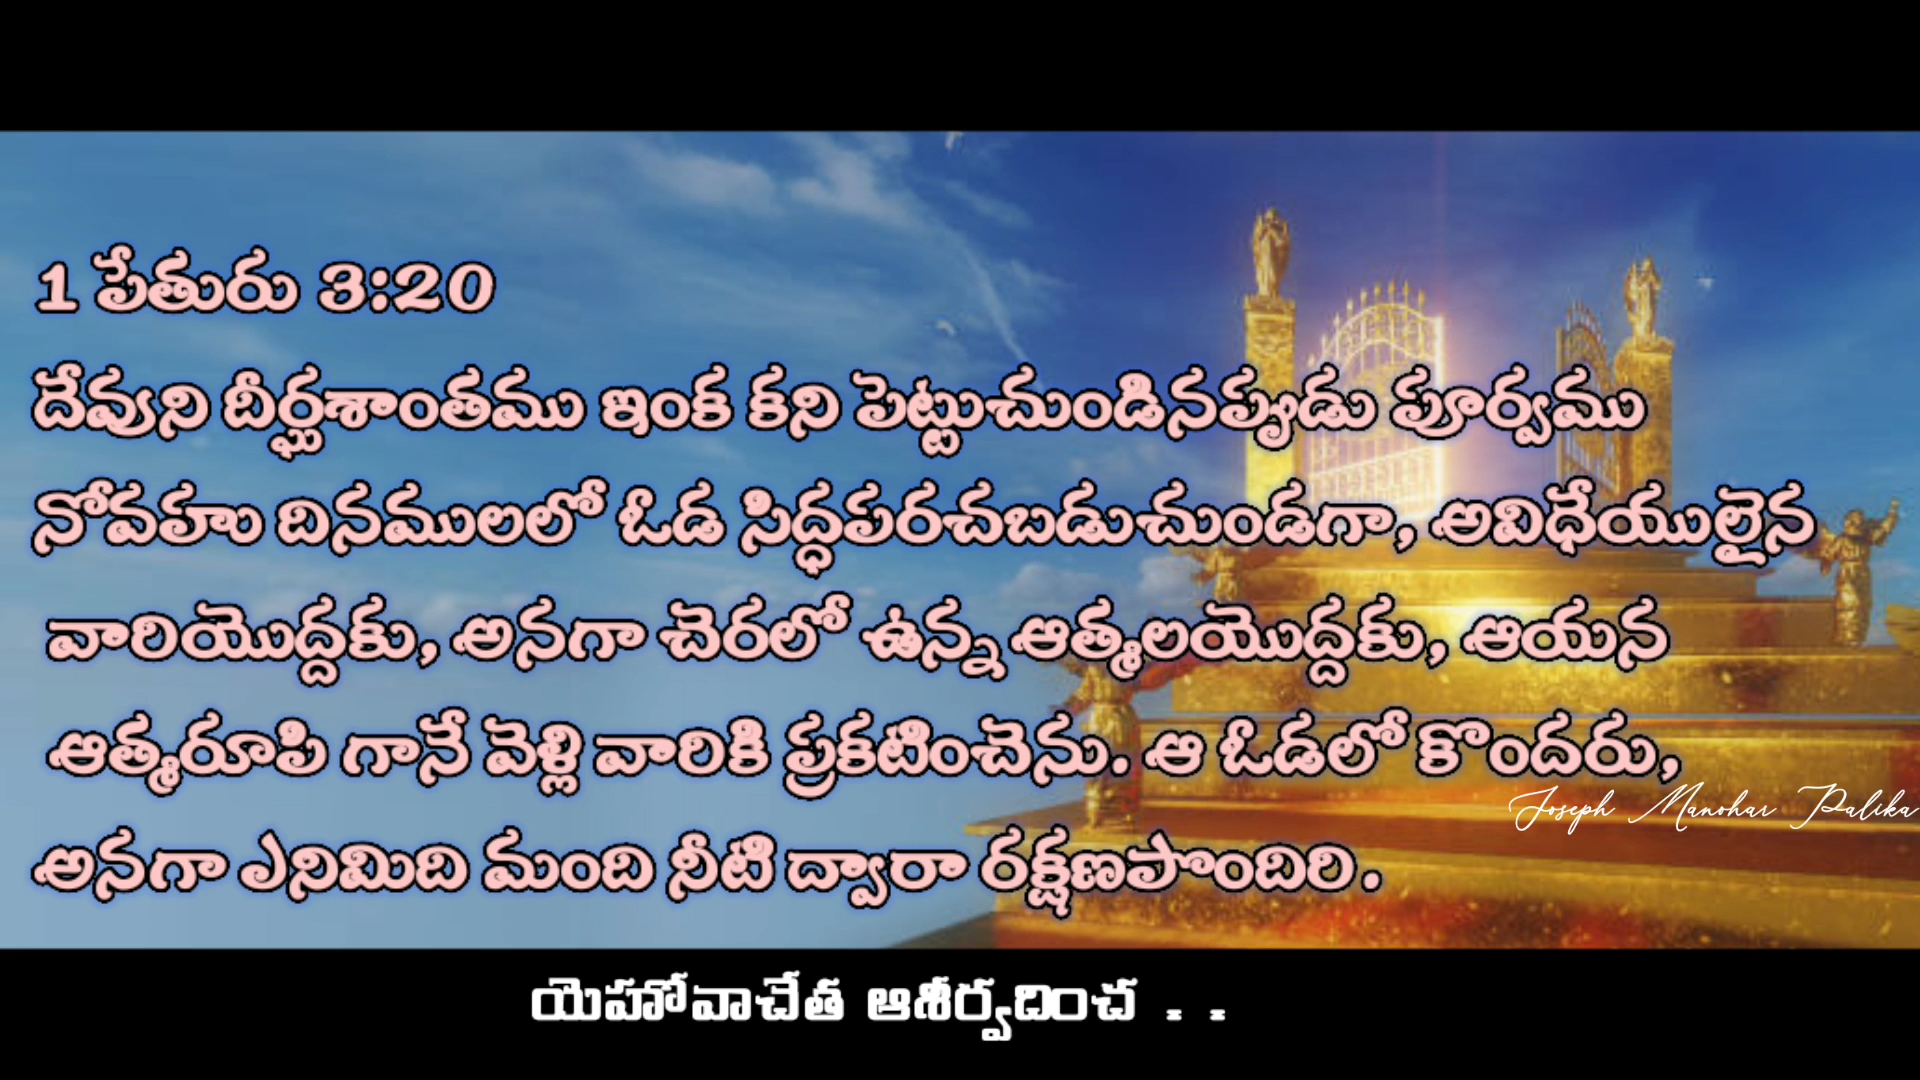 1 పేతురు 3:20
దేవుని దీర్ఘశాంతము ఇంక కని పెట్టుచుండినప్పుడు పూర్వము
నోవహు దినములలో ఓడ సిద్ధపరచబడుచుండగా, అవిధేయులైన
వారియొద్దకు, అనగా చెరలో ఉన్న ఆత్మలయొద్దకు, ఆయన
ఆత్మరూపి గానే వెళ్లి వారికి ప్రకటించెను. ఆ ఓడలో కొందరు,
Joseph Manohar Palika
అనగా ఎనిమిది మంది నీటి ద్వారా రక్షణపొందిరి.
యెహోవాచేత ఆశీర్వదించ . .